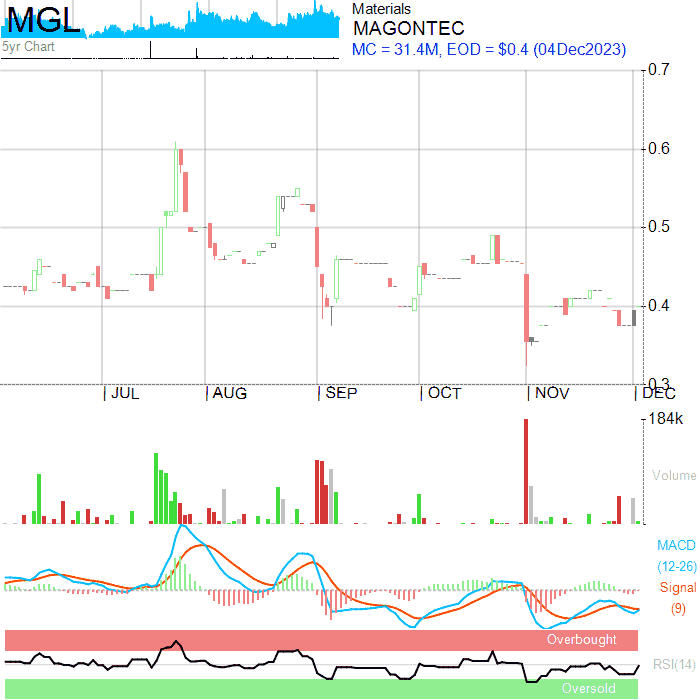 MGL
5yr Chart
Materials
MAGONTEC
MC = 31.4M, EOD = $0.4 (04Dec2023)
0.7
0.6
0.5
0.4
0.3
JUL AUG SEP OCT NOV DEC
184k
Volume
MACD
(12-26)
Signal
(9)
Overbought
RSI(14)
Oversold